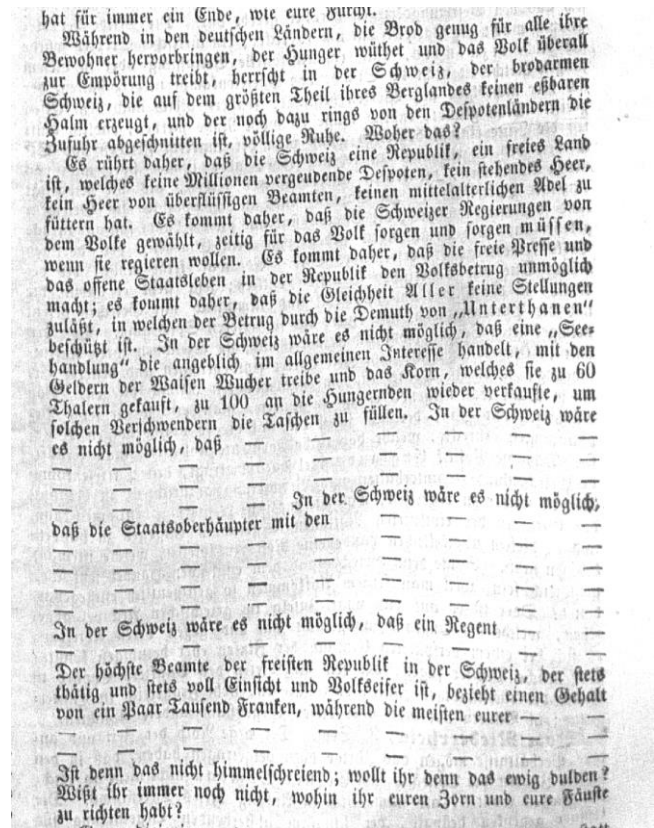 hat für immer ein Ende, wie eure Furcht.
Während in den deutschen Ländern, die Brod genug für alle ihre
Bewohner hervorbringen, der Hunger wüthet und das Volk überall
zur Empörung treibt, herrscht in der Schweiz, der brodarmen
Schweiz, die auf dem größten Theil ihres Berglandes keinen eßbaren
Halm erzeugt, und der noch dazu rings von den Despotenländern die
Zufuhr abgeschnitten ist, völlige Ruhe. Woher das?
Es rührt daher, daß die Schweiz eine Republik, ein freies Land
ist, welches keine Millionen vergeudende Despoten, kein stehendes Heer,
kein Heer von überflüssigen Beamten, keinen mittelalterlichen Adel zu
füttern hat. Es kommt daher, daß die Schweizer Regierungen von
dem Volke gewählt, zeitig für das Volk sorgen und sorgen müssen,
wenn sie regieren wollen. Es kommt daher, daß die freie Presse und
das offene Staatsleben in der Republik den Volksbetrug unmöglich
macht; es kommt daher, daß die Gleichheit Aller keine Stellungen
zuläßt, in welchen der Betrug durch die Demuth von „Unterthanen“
beschützt ist. In der Schweiz wäre es nicht möglich, daß eine „See-
handlung“ die angeblich im allgemeinen Interesse handelt, mit den
Geldern der Waisen Wucher treibe und das Korn, welches sie zu 60
Thalern gekauft, zu 100 an die Hungernden wieder verkaufte, um
solchen Verschwendern die Taschen zu füllen. In der Schweiz wäre
es nicht möglich, daß — — — — — —
— — — — — — — — —
— — — — — — — — —
— — — — In der Schweiz wäre es nicht möglich,
daß die Staatsoberhäupter mit den — — — —
— — — — — — — — —
— — — — — — — — —
— — — — — — — — —
In der Schweiz wäre es nicht möglich, daß ein Regent — —
— — — — — — — — —
Der höchste Beamte der freisten Republik in der Schweiz, der stets
thätig und stets voll Einsicht und Volkseifer ist, bezieht einen Gehalt
von ein Paar Tausend Franken, während die meisten eurer — —
— — — — — — — — —
— — — — — — — — —
Ist denn das nicht himmelschreiend; wollt ihr denn das ewig dulden?
Wißt ihr immer noch nicht, wohin ihr euren Zorn und eure Fäuste
zu richten habt?